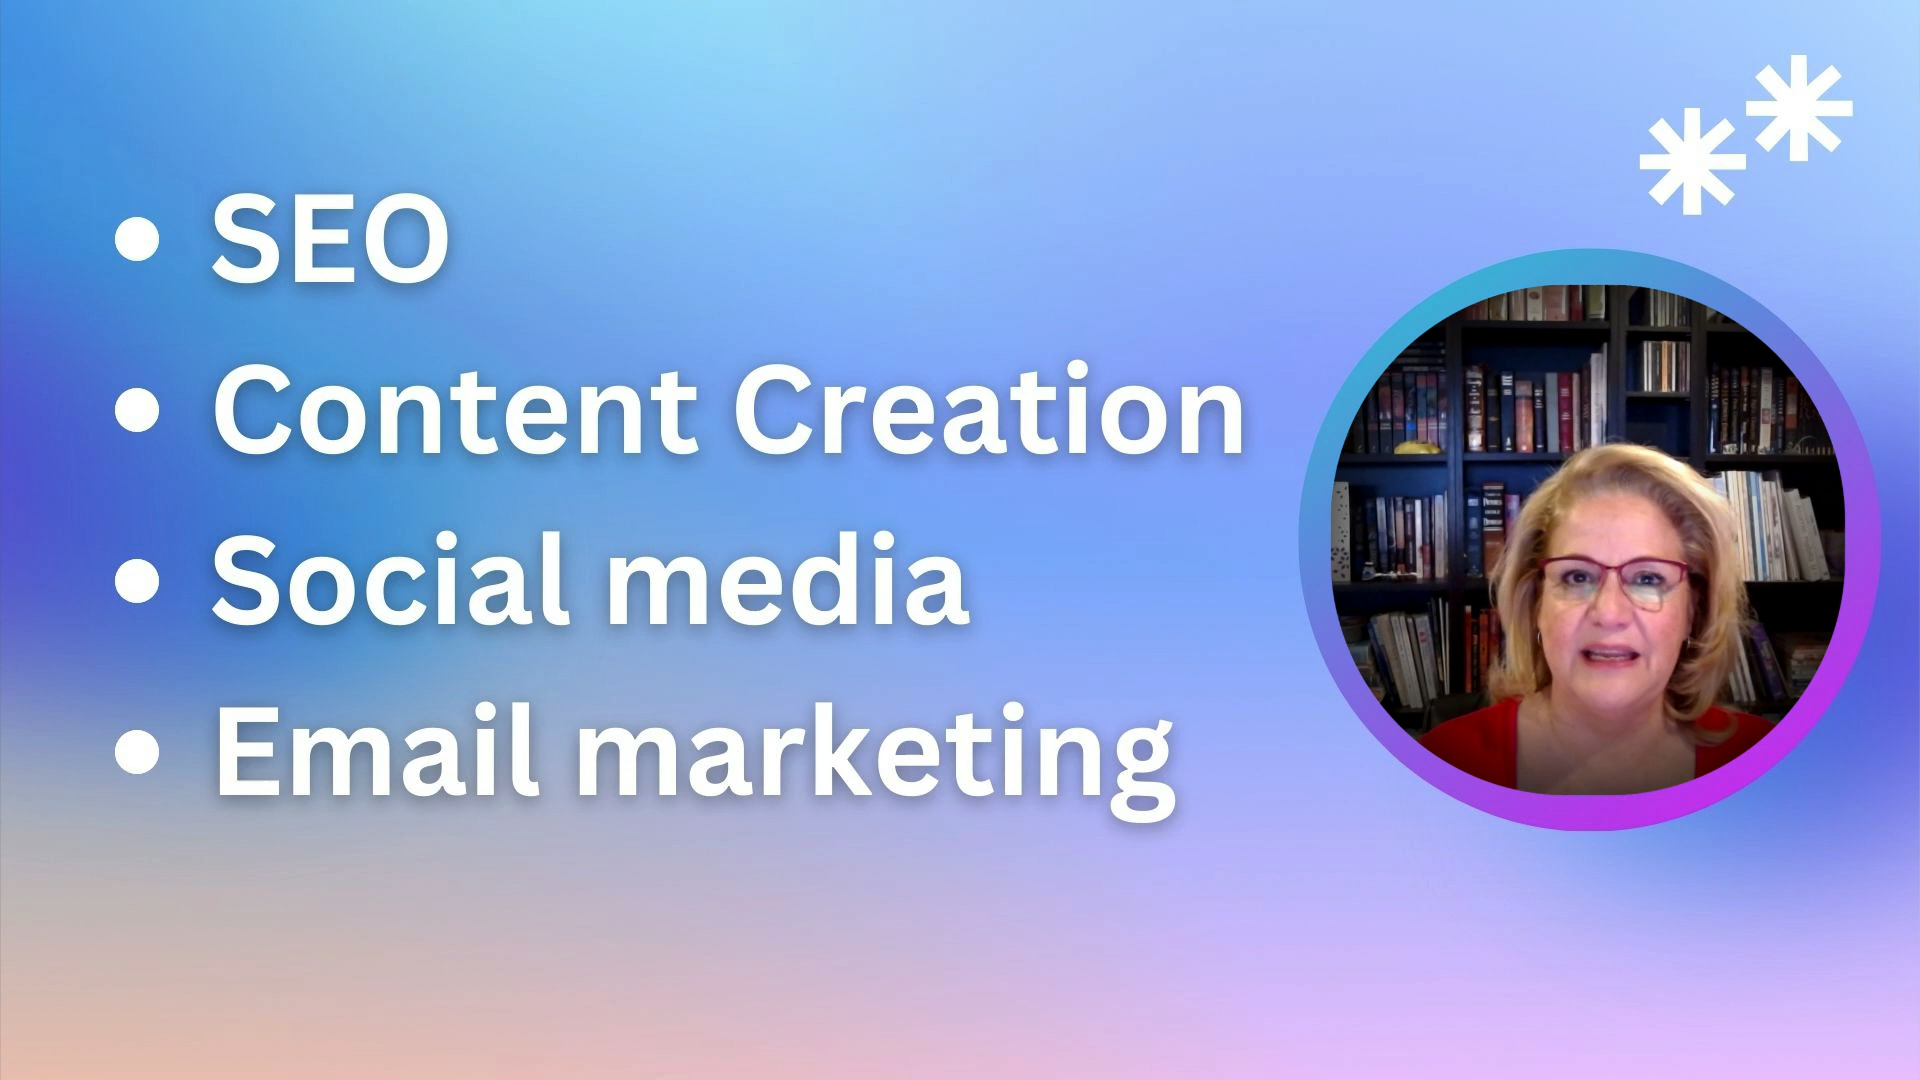 SEO
Content Creation
Social media
Email marketing